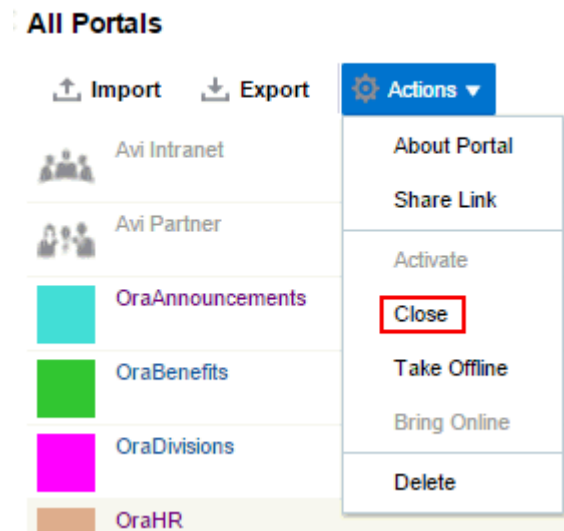 All Portals
Import Export Actions
Avi Intranet
Avi Partner
OraAnnouncements
OraBenefits
OraDivisions
OraHR
About Portal
Share Link
Activate
Close
Take Offline
Bring Online
Delete